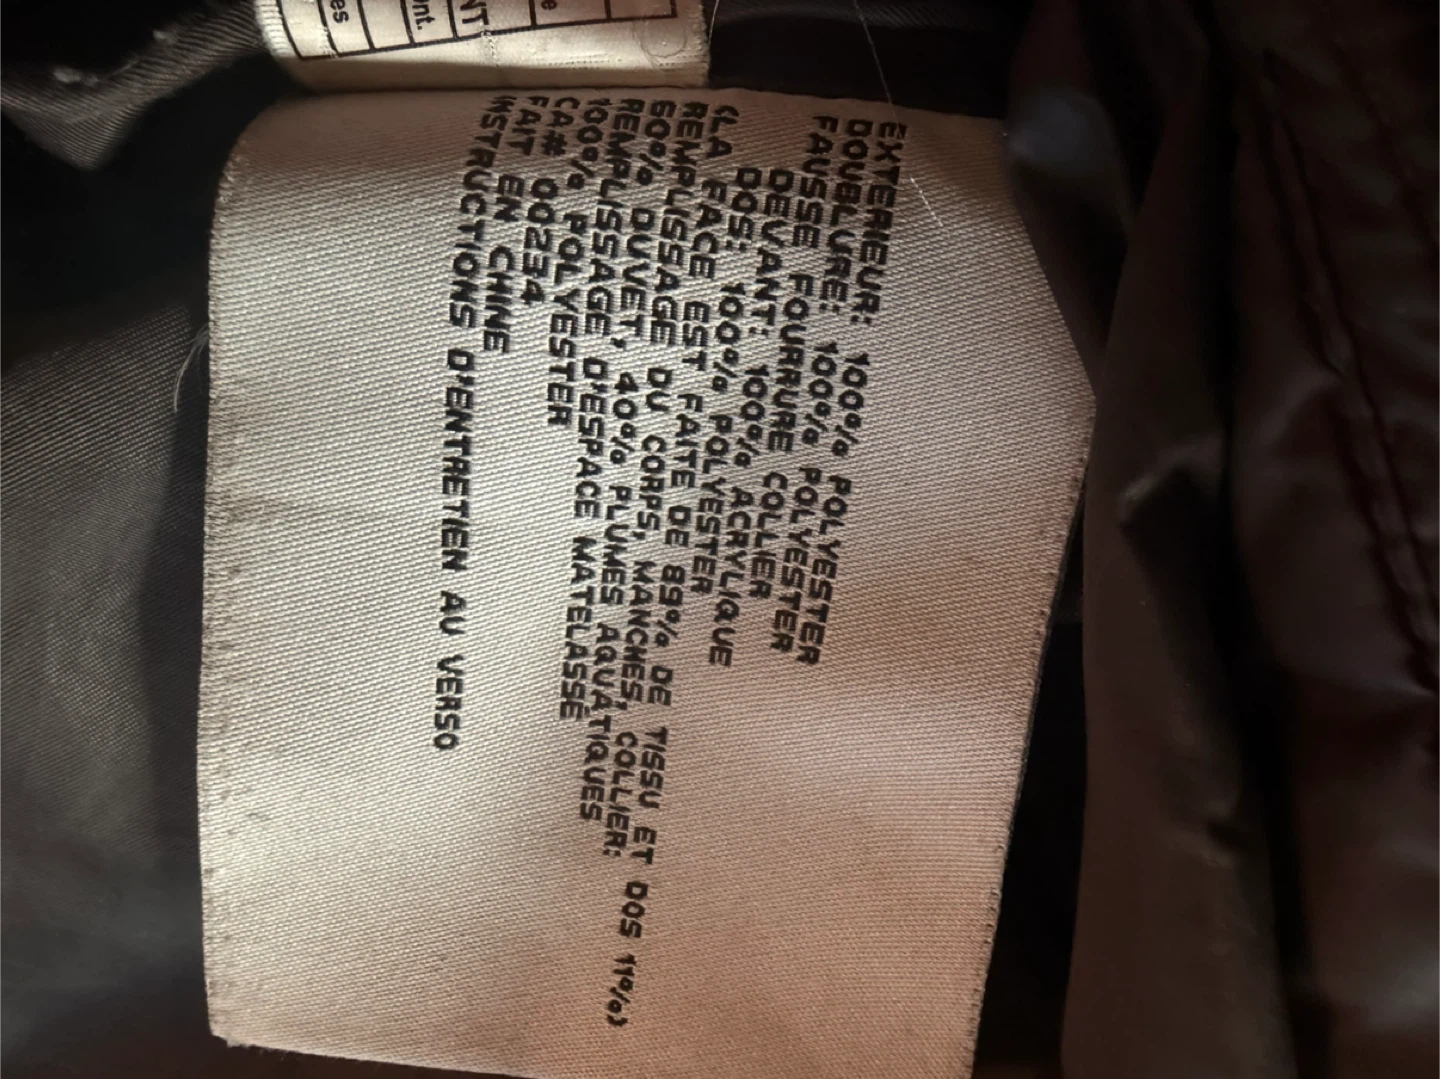 EXTERIEUR: 100% POLYESTER
DOUBLURE: 100% POLYESTER
FAUSSE FOURRURE COLLIER
DEVANT: 100% ACRYLIQUE
DOS: 100% POLYESTER
(LA FACE EST FAITE DE 89% DE TISSU ET DOS 11%)
REMPLISSAGE DU CORPS, MANCHES, COLLIER:
60% DUVET, 40% PLUMES AQUATIQUES
REMPLISSAGE D'ESPACE MATELASSÉ
100% POLYESTER
CA# 00234
FAIT EN CHINE
INSTRUCTIONS D'ENTRETIEN AU VERSO